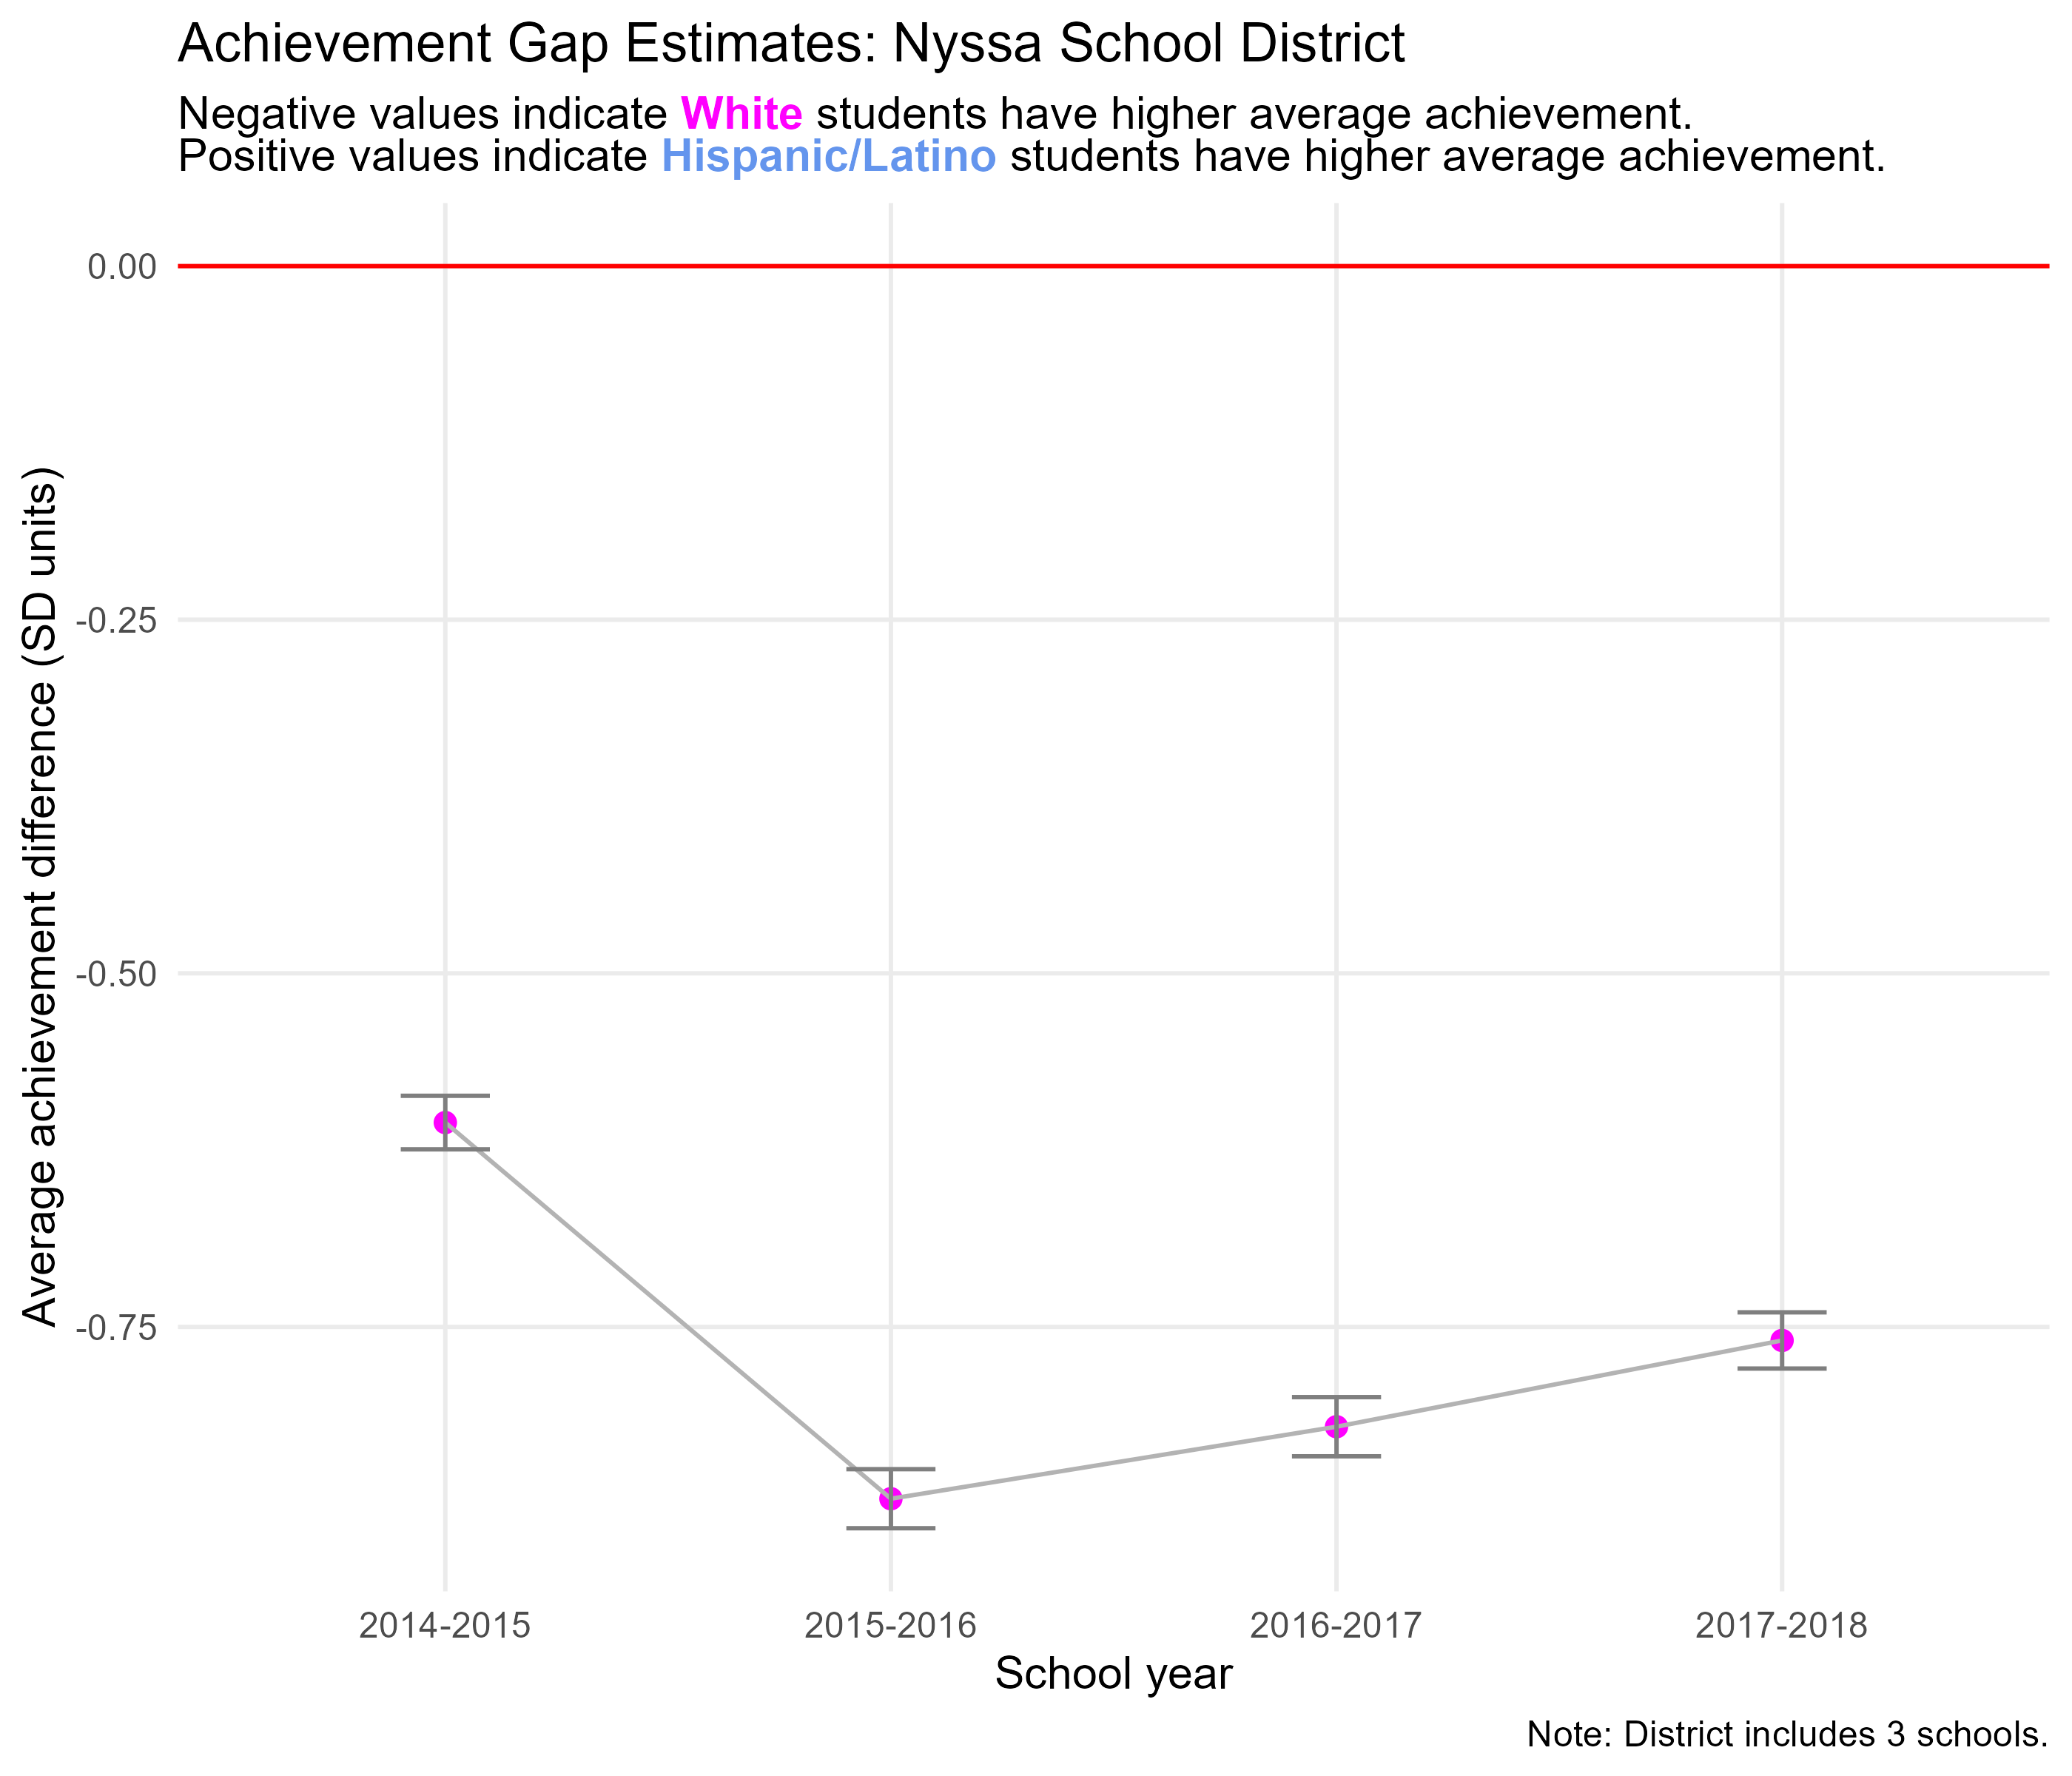 Achievement Gap Estimates: Nyssa School District
Negative values indicate White students have higher average achievement.
Positive values indicate Hispanic/Latino students have higher average achievement.
Average achievement difference (SD units)
0.00
-0.25
-0.50
-0.75
2014-2015
2015-2016
2016-2017
2017-2018
School year
Note: District includes 3 schools.